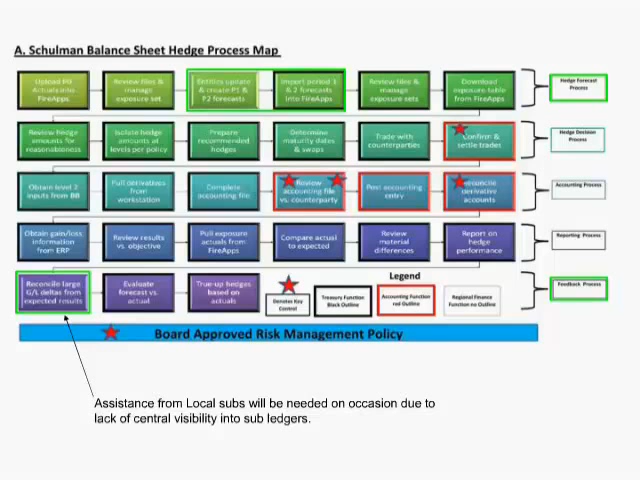 A. Schulman Balance Sheet Hedge Process Map
Upload P0
Actuals into
FireApps
Review files &
manage
exposure set
Entities update
& create P1 &
P2 forecasts
Import period 1
& 2 forecasts
into FireApps
Review files &
manage
exposure sets
Download
exposure table
from FireApps
Hedge Forecast
Process
Review hedge
amounts for
reasonableness
Isolate hedge
amounts at
levels per policy
Prepare
recommended
hedges
Determine
maturity dates
& swaps
Trade with
counterparties
Confirm &
settle trades
Hedge Decision
Process
Obtain level 2
inputs from BB
Pull derivatives
from
workstation
Complete
accounting file
Review
accounting file
vs. counterparty
Post accounting
entry
Reconcile
derivative
accounts
Accounting Process
Obtain gain/loss
information
from ERP
Review results
vs. objective
Pull exposure
actuals from
FireApps
Compare actual
to expected
Review
material
differences
Report on
hedge
performance
Reporting Process
Reconcile large
G/L deltas from
expected results
Evaluate
forecast vs.
actual
True-up hedges
based on
actuals
Legend
Denotes Key
Control
Treasury Function
Black Outline
Accounting Function
red Outline
Regional Finance
Function no Outline
Feedback Process
Board Approved Risk Management Policy
Assistance from Local subs will be needed on occasion due to
lack of central visibility into sub ledgers.